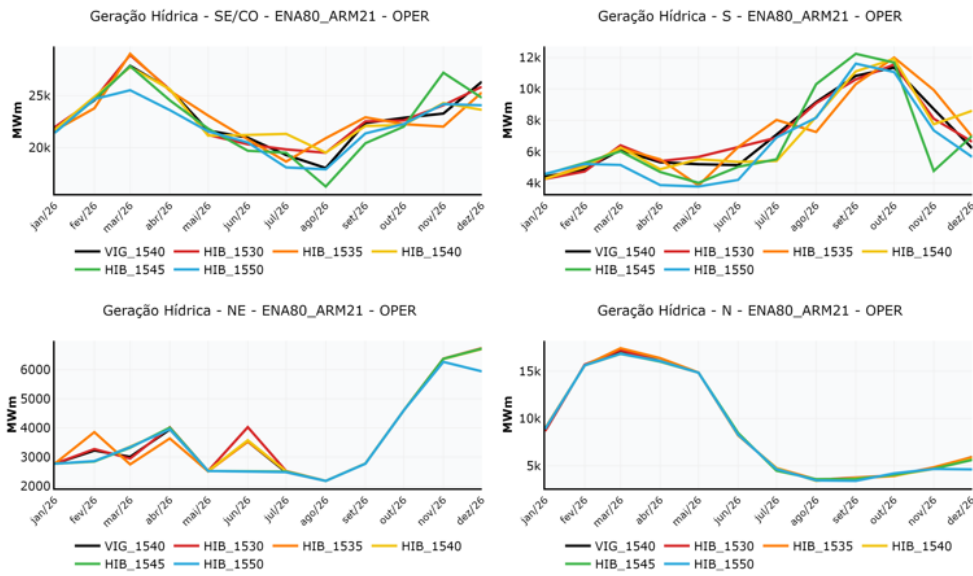 Geração Hídrica - SE/CO - ENA80_ARM21 - OPER
MWm
25k
20k
jan/26 fev/26 mar/26 abr/26 mai/26 jun/26 jul/26 ago/26 set/26 out/26 nov/26 dez/26
VIG_1540 HIB_1530 HIB_1535 HIB_1540
HIB_1545 HIB_1550
Geração Hídrica - S - ENA80_ARM21 - OPER
MWm
12k
10k
8k
6k
4k
jan/26 fev/26 mar/26 abr/26 mai/26 jun/26 jul/26 ago/26 set/26 out/26 nov/26 dez/26
VIG_1540 HIB_1530 HIB_1535 HIB_1540
HIB_1545 HIB_1550
Geração Hídrica - NE - ENA80_ARM21 - OPER
MWm
6000
5000
4000
3000
2000
jan/26 fev/26 mar/26 abr/26 mai/26 jun/26 jul/26 ago/26 set/26 out/26 nov/26 dez/26
VIG_1540 HIB_1530 HIB_1535 HIB_1540
HIB_1545 HIB_1550
Geração Hídrica - N - ENA80_ARM21 - OPER
MWm
15k
10k
5k
jan/26 fev/26 mar/26 abr/26 mai/26 jun/26 jul/26 ago/26 set/26 out/26 nov/26 dez/26
VIG_1540 HIB_1530 HIB_1535 HIB_1540
HIB_1545 HIB_1550